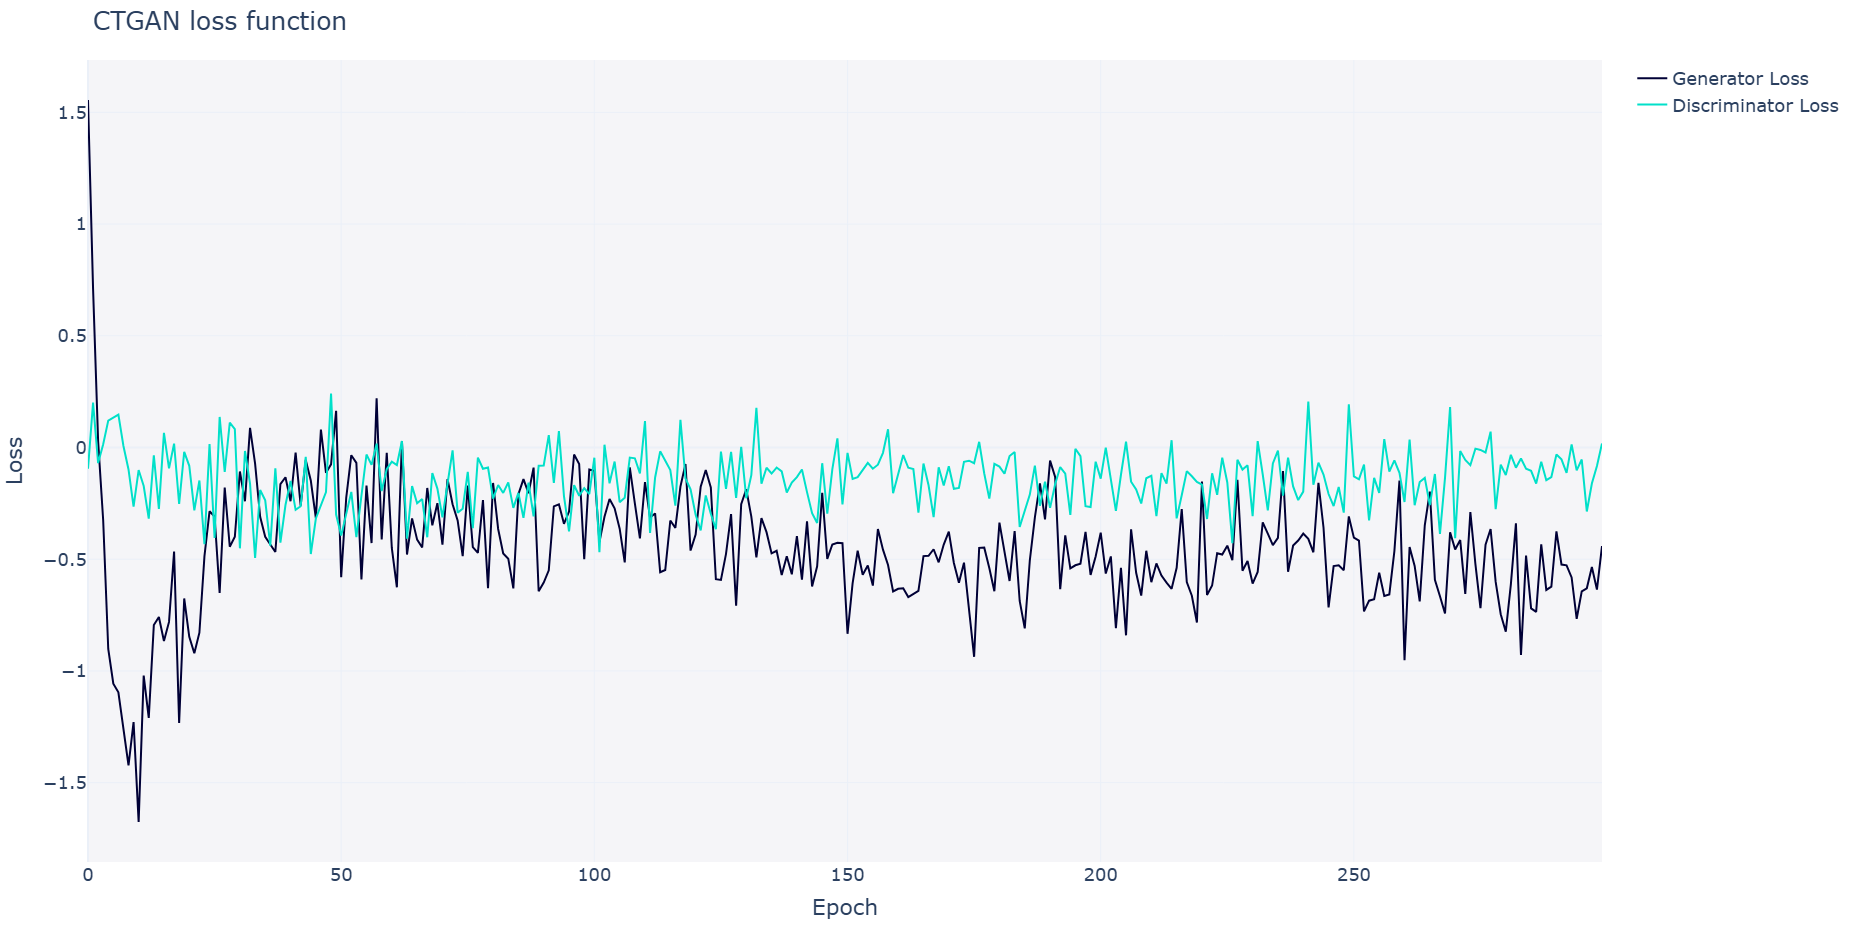 CTGAN loss function
Generator Loss
Discriminator Loss
1.5
1
0.5
0
−0.5
−1
−1.5
Loss
0
50
100
150
200
250
Epoch